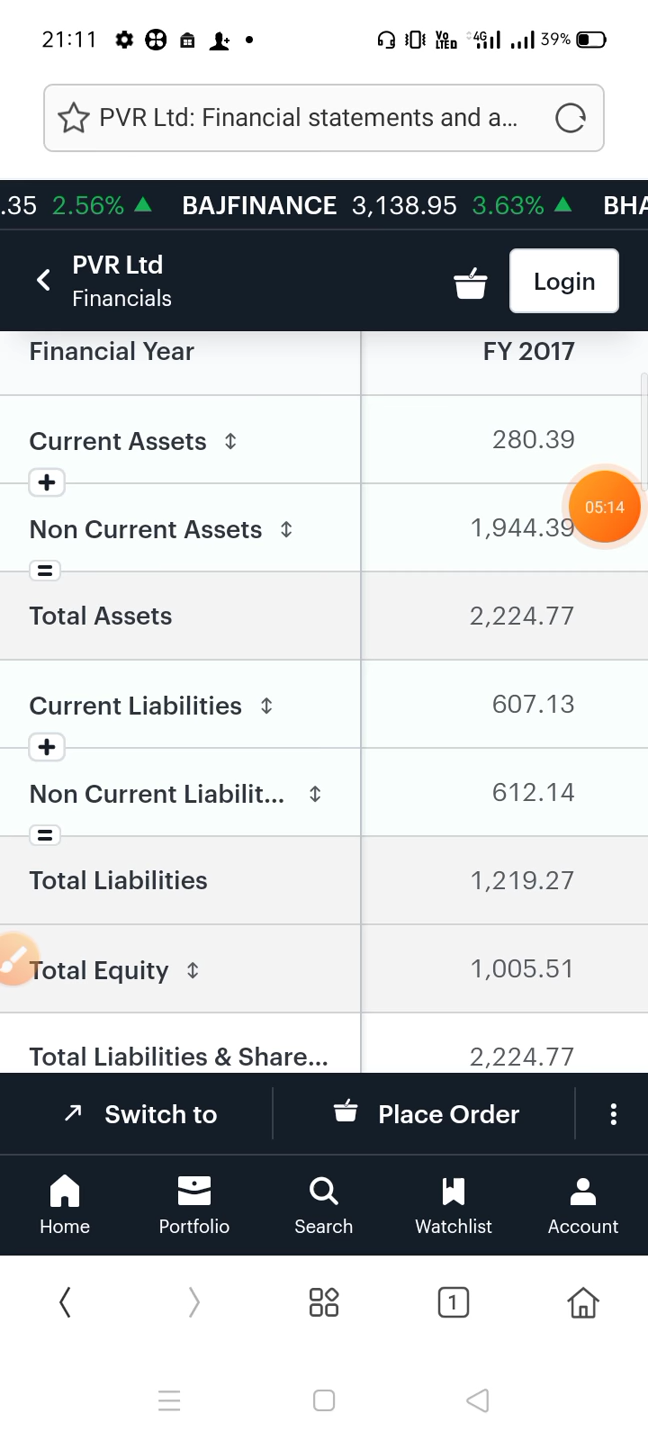 21:11 Vo LTED 4G 39%
PVR Ltd: Financial statements and a...
.35 2.56% ▲ BAJFINANCE 3,138.95 3.63% ▲ BHA
PVR Ltd
Financials
Login
Financial Year FY 2017
Current Assets 280.39
+
Non Current Assets 1,944.39
05:14
=
Total Assets 2,224.77
Current Liabilities 607.13
+
Non Current Liabilit... 612.14
=
Total Liabilities 1,219.27
Total Equity 1,005.51
Total Liabilities & Share... 2,224.77
Switch to Place Order
Home Portfolio Search Watchlist Account
1